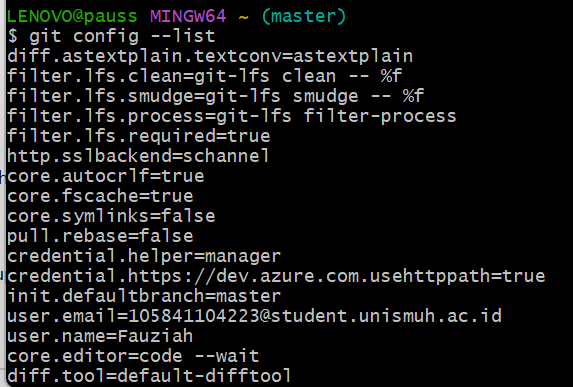 LENOVO@pauss MINGW64 ~ (master)
$ git config --list
diff.astextplain.textconv=astextplain
filter.lfs.clean=git-lfs clean -- %f
filter.lfs.smudge=git-lfs smudge -- %f
filter.lfs.process=git-lfs filter-process
filter.lfs.required=true
http.sslbackend=schannel
core.autocrlf=true
core.fscache=true
core.symlinks=false
pull.rebase=false
credential.helper=manager
credential.https://dev.azure.com.usehttppath=true
init.defaultbranch=master
user.email=105841104223@student.unismuh.ac.id
user.name=Fauziah
core.editor=code --wait
diff.tool=default-difftool